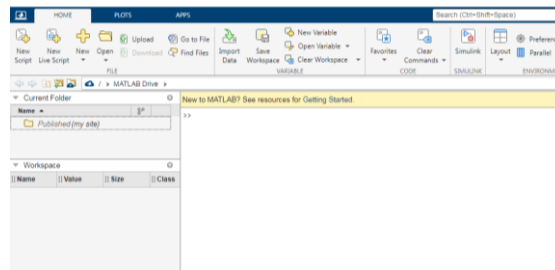 HOME PLOTS APPS Search (Ctrl+Shift+Space)
New Script
New Live Script
New
Open
Upload
Download
Go to File
Find Files
Import Data
Save Workspace
New Variable
Open Variable
Clear Workspace
Favorites
Clear Commands
Simulink
Layout
Preferen
Parallel
FILE VARIABLE CODE SIMULINK ENVIRONM
/ > MATLAB Drive >
Current Folder
Name
Published (my site)
Workspace
Name Value Size Class
New to MATLAB? See resources for Getting Started.
>>